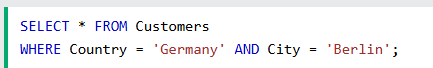 SELECT * FROM Customers
WHERE Country = 'Germany' AND City = 'Berlin';